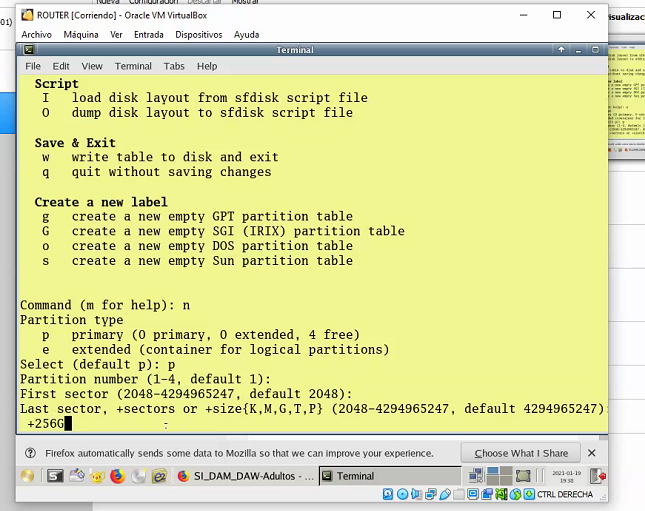 Nueva Configuración Descartar Mostrar
01)
ROUTER [Corriendo] - Oracle VM VirtualBox
isualizaci
Archivo Máquina Ver Entrada Dispositivos Ayuda
Terminal
File Edit View Terminal Tabs Help
Script
I load disk layout from sfdisk script file
O dump disk layout to sfdisk script file
Save & Exit
w write table to disk and exit
q quit without saving changes
Create a new label
g create a new empty GPT partition table
G create a new empty SGI (IRIX) partition table
o create a new empty DOS partition table
s create a new empty Sun partition table
Command (m for help): n
Partition type
p primary (0 primary, 0 extended, 4 free)
e extended (container for logical partitions)
Select (default p): p
Partition number (1-4, default 1):
First sector (2048-4294965247, default 2048):
Last sector, +sectors or +size{K,M,G,T,P} (2048-4294965247, default 4294965247):
+256G
Firefox automatically sends some data to Mozilla so that we can improve your experience.
Choose What I Share
SI_DAM_DAW-Adultos - ...
Terminal
2021-01-19
19:38
CTRL DERECHA